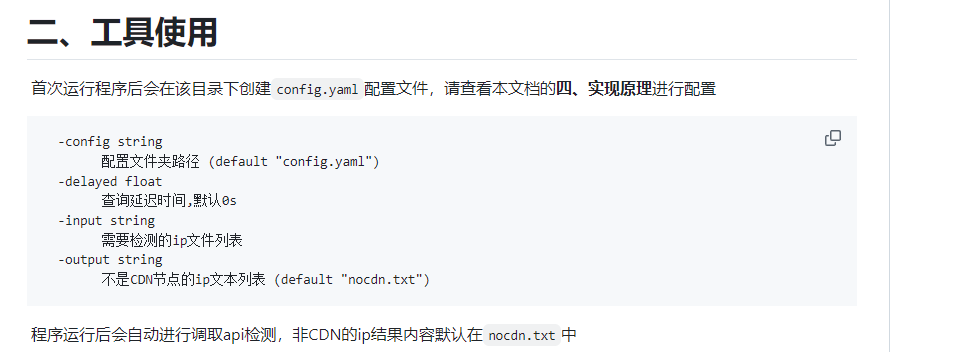 二、工具使用
首次运行程序后会在该目录下创建 config.yaml 配置文件，请查看本文档的四、实现原理进行配置
-config string
配置文件夹路径 (default "config.yaml")
-delayed float
查询延迟时间,默认0s
-input string
需要检测的ip文件列表
-output string
不是CDN节点的ip文本列表 (default "nocdn.txt")
程序运行后会自动进行调取api检测，非CDN的ip结果内容默认在 nocdn.txt 中